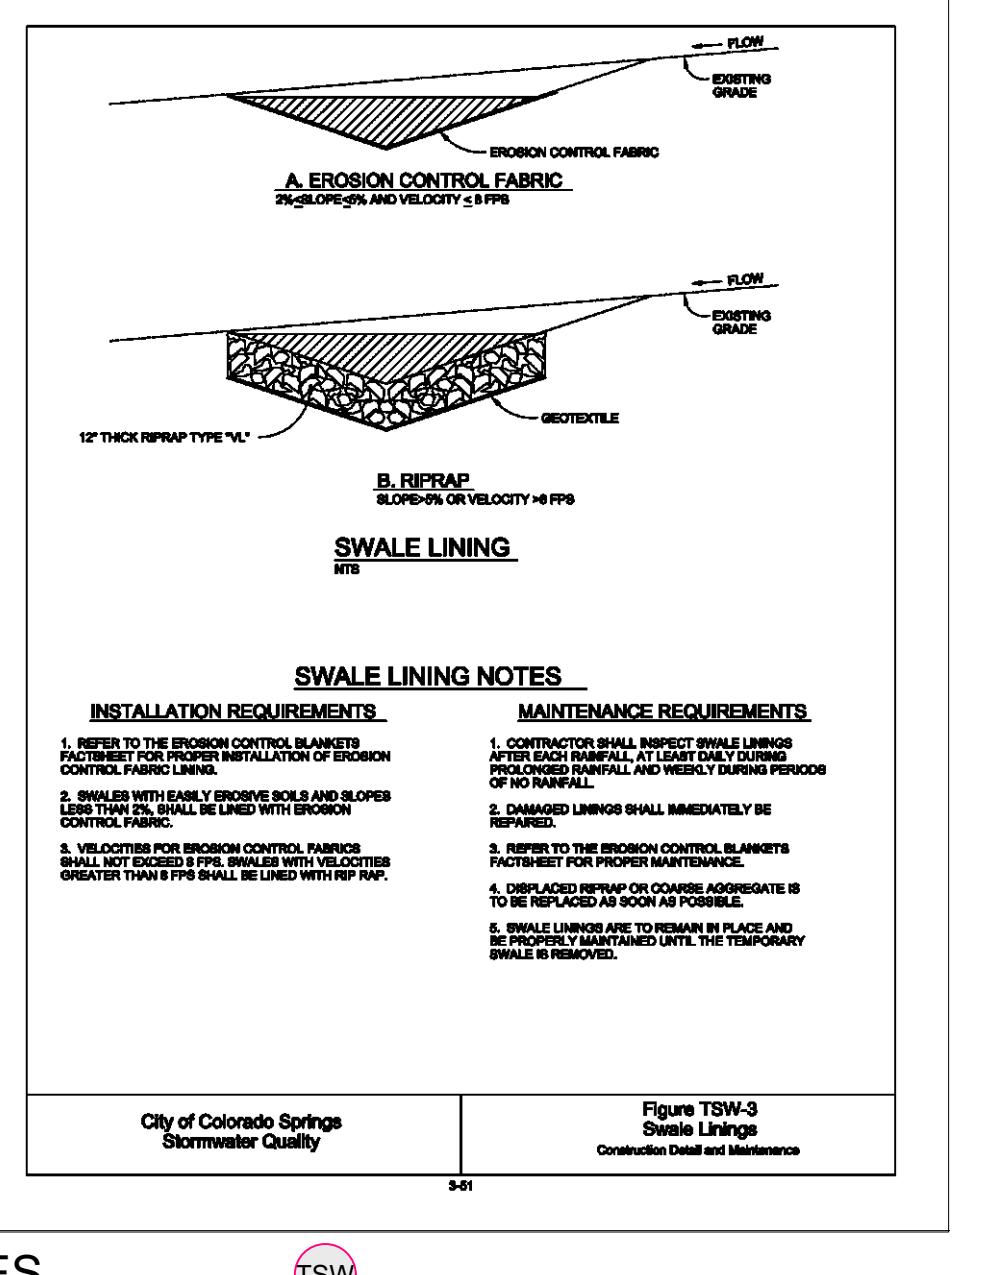 FLOW
EXISTING
GRADE
EROSION CONTROL FABRIC
A. EROSION CONTROL FABRIC
2%≤SLOPE≤5% AND VELOCITY ≤ 8 FPS
FLOW
EXISTING
GRADE
GEOTEXTILE
12" THICK RIPRAP TYPE "VL"
B. RIPRAP
SLOPE>5% OR VELOCITY >8 FPS
SWALE LINING
NTS
SWALE LINING NOTES
INSTALLATION REQUIREMENTS
1. REFER TO THE EROSION CONTROL BLANKETS
FACTSHEET FOR PROPER INSTALLATION OF EROSION
CONTROL FABRIC LINING.
2. SWALES WITH EASILY EROSIVE SOILS AND SLOPES
LESS THAN 2%, SHALL BE LINED WITH EROSION
CONTROL FABRIC.
3. VELOCITIES FOR EROSION CONTROL FABRICS
SHALL NOT EXCEED 8 FPS. SWALES WITH VELOCITIES
GREATER THAN 8 FPS SHALL BE LINED WITH RIP RAP.
MAINTENANCE REQUIREMENTS
1. CONTRACTOR SHALL INSPECT SWALE LININGS
AFTER EACH RAINFALL, AT LEAST DAILY DURING
PROLONGED RAINFALL AND WEEKLY DURING PERIODS
OF NO RAINFALL.
2. DAMAGED LININGS SHALL IMMEDIATELY BE
REPAIRED.
3. REFER TO THE EROSION CONTROL BLANKETS
FACTSHEET FOR PROPER MAINTENANCE.
4. DISPLACED RIPRAP OR COARSE AGGREGATE IS
TO BE REPLACED AS SOON AS POSSIBLE.
5. SWALE LININGS ARE TO REMAIN IN PLACE AND
BE PROPERLY MAINTAINED UNTIL THE TEMPORARY
SWALE IS REMOVED.
City of Colorado Springs
Stormwater Quality
Figure TSW-3
Swale Linings
Construction Detail and Maintenance
3-51
TSW